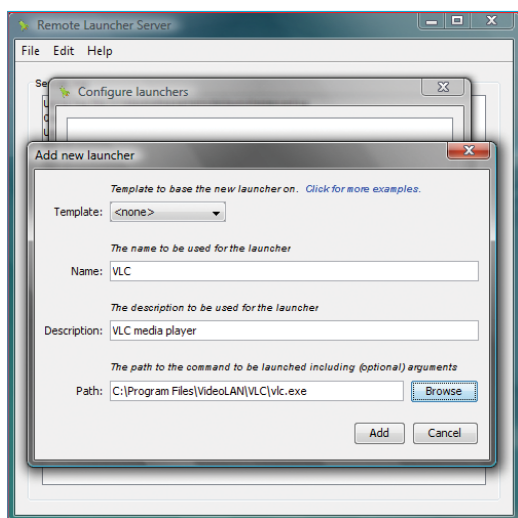 Remote Launcher Server
File Edit Help
Configure launchers
Add new launcher
Template to base the new launcher on. Click for more examples.
Template: <none>
The name to be used for the launcher
Name: VLC
The description to be used for the launcher
Description: VLC media player
The path to the command to be launched including (optional) arguments
Path: C:\Program Files\VideoLAN\VLC\vlc.exe Browse
Add Cancel